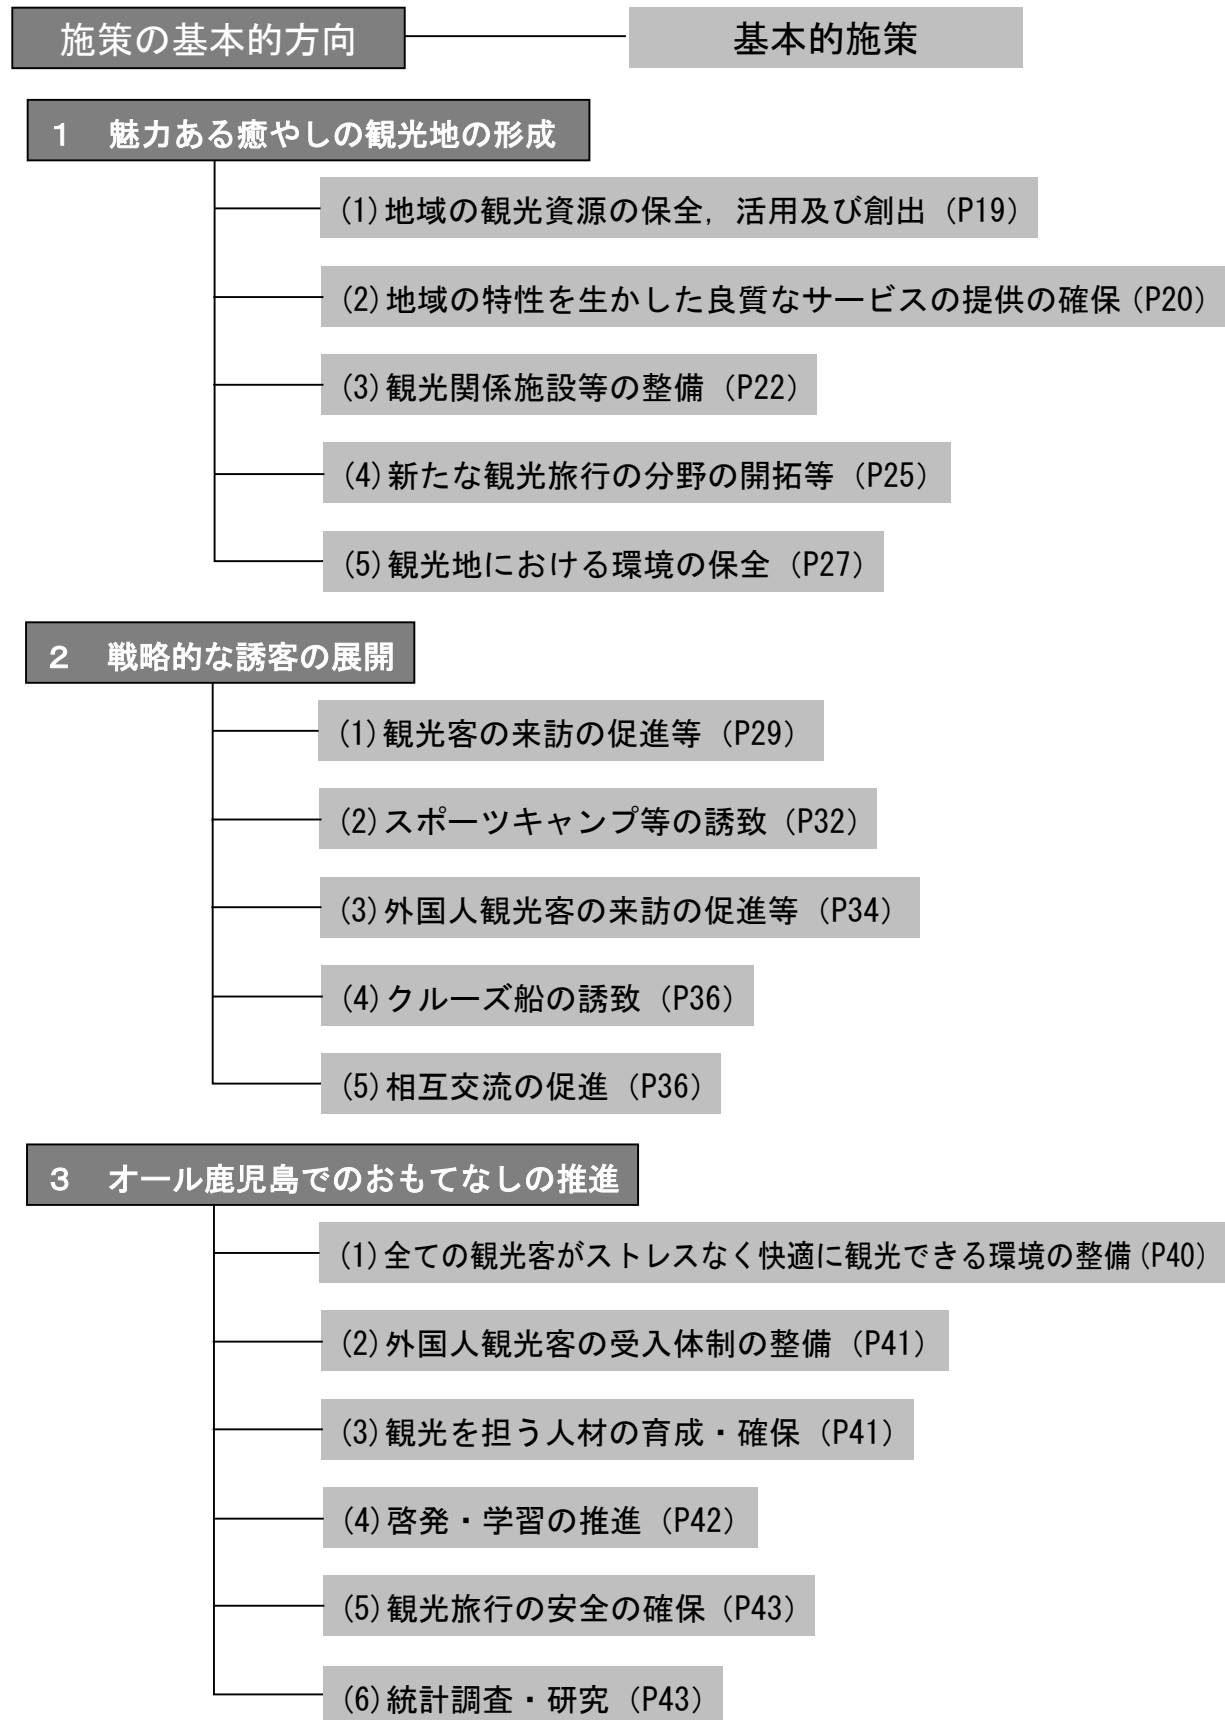 施策の基本的方向
基本的施策
1　魅力ある癒やしの観光地の形成
(1)地域の観光資源の保全，活用及び創出（P19）
(2)地域の特性を生かした良質なサービスの提供の確保（P20）
(3)観光関係施設等の整備（P22）
(4)新たな観光旅行の分野の開拓等（P25）
(5)観光地における環境の保全（P27）
2　戦略的な誘客の展開
(1)観光客の来訪の促進等（P29）
(2)スポーツキャンプ等の誘致（P32）
(3)外国人観光客の来訪の促進等（P34）
(4)クルーズ船の誘致（P36）
(5)相互交流の促進（P36）
3　オール鹿児島でのおもてなしの推進
(1)全ての観光客がストレスなく快適に観光できる環境の整備（P40）
(2)外国人観光客の受入体制の整備（P41）
(3)観光を担う人材の育成・確保（P41）
(4)啓発・学習の推進（P42）
(5)観光旅行の安全の確保（P43）
(6)統計調査・研究（P43）